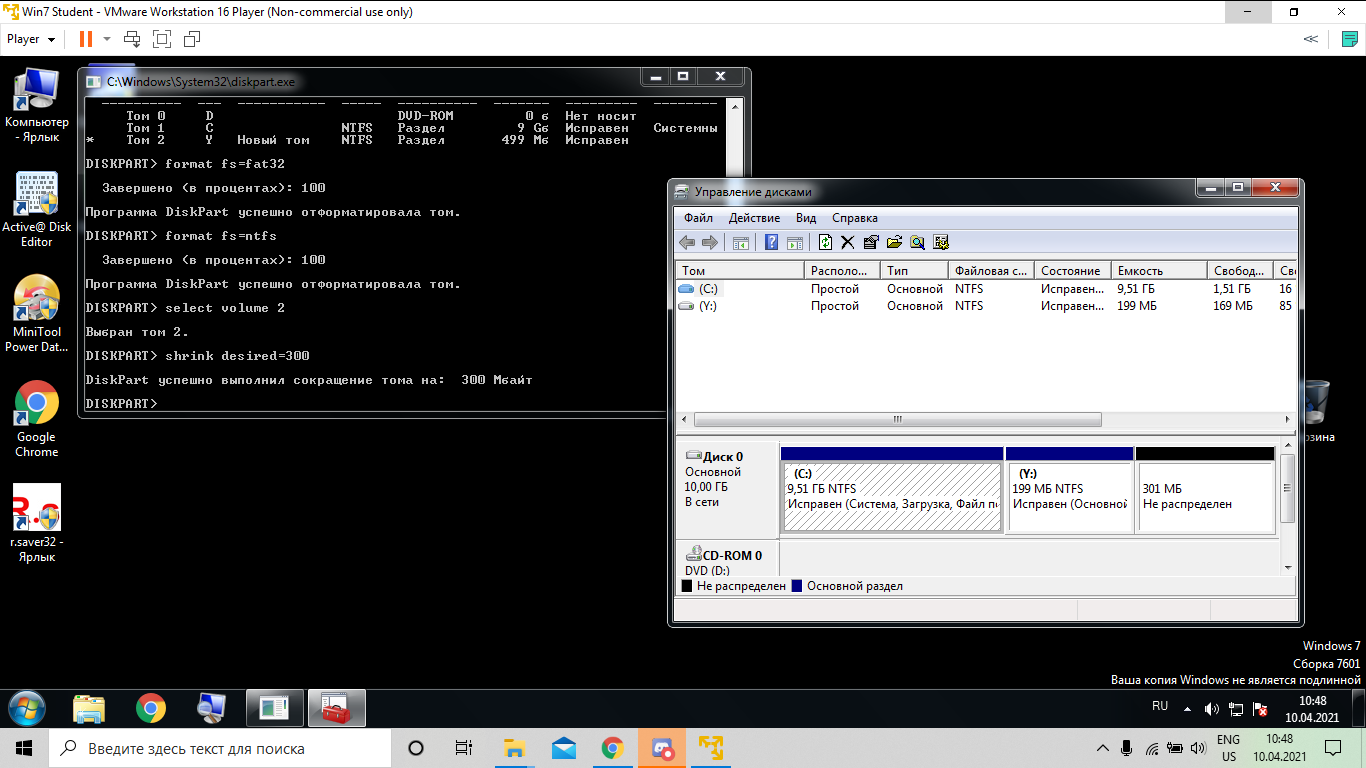 Win7 Student - VMware Workstation 16 Player (Non-commercial use only)
Player
Компьютер - Ярлык
Active@ Disk Editor
MiniTool Power Dat...
Google Chrome
r.saver32 - Ярлык
C:\Windows\System32\diskpart.exe
Том 0 D DVD-ROM 0 б Нет носит
Том 1 C NTFS Раздел 9 Gб Исправен Системны
* Том 2 Y Новый том NTFS Раздел 499 Mб Исправен
DISKPART> format fs=fat32
Завершено (в процентах): 100
Программа DiskPart успешно отформатировала том.
DISKPART> format fs=ntfs
Завершено (в процентах): 100
Программа DiskPart успешно отформатировала том.
DISKPART> select volume 2
Выбран том 2.
DISKPART> shrink desired=300
DiskPart успешно выполнил сокращение тома на: 300 Mбайт
DISKPART>
Управление дисками
Файл Действие Вид Справка
Том Располо... Тип Файловая с... Состояние Емкость Свобод... Све
(C:) Простой Основной NTFS Исправен... 9,51 ГБ 1,51 ГБ 16
(Y:) Простой Основной NTFS Исправен... 199 МБ 169 МБ 85
Диск 0
Основной
10,00 ГБ
В сети
(C:)
9,51 ГБ NTFS
Исправен (Система, Загрузка, Файл п
(Y:)
199 МБ NTFS
Исправен (Основной
301 МБ
Не распределен
CD-ROM 0
DVD (D:)
Не распределен Основной раздел
рзина
Windows 7
Сборка 7601
Ваша копия Windows не является подлинной
RU
10:48
10.04.2021
Введите здесь текст для поиска
ENG
US
10:48
10.04.2021